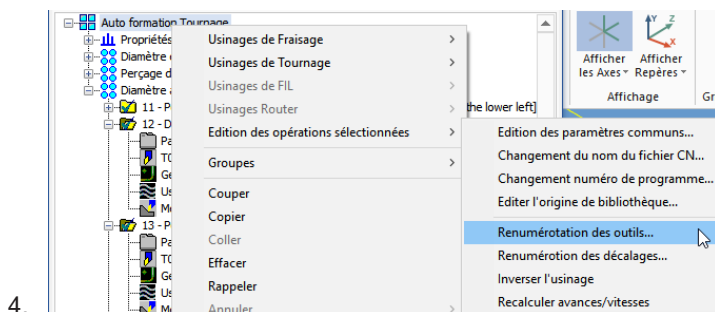 Auto formation Tournage
Propriétés
Diamètre
Perçage d
Diamètre
11 - P
12 - D
Pa
TO
Ge
Us
M
13 - P
Pa
TO
Ge
Us
M
Usinages de Fraisage
Usinages de Tournage
Usinages de FIL
Usinages Router
Edition des opérations sélectionnées
Groupes
Couper
Copier
Coller
Effacer
Rappeler
Annuler
the lower left]
Edition des paramètres communs...
Changement du nom du fichier CN...
Changement numéro de programme...
Editer l'origine de bibliothèque...
Renumérotation des outils...
Renumérotion des décalages...
Inverser l'usinage
Recalculer avances/vitesses
Y Z
X
Afficher
les Axes
Afficher
Repères
Affichage
Gr
4.